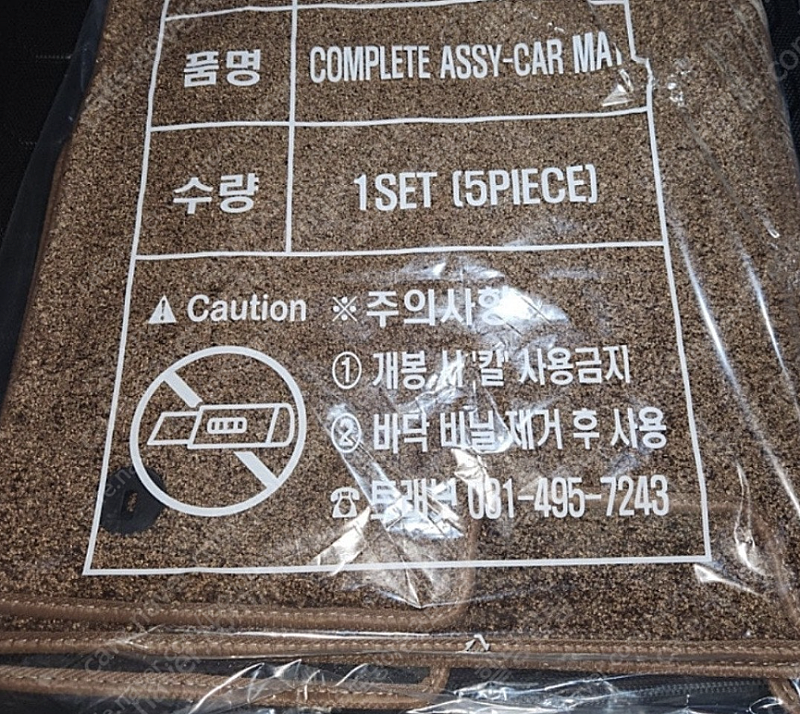 품명 COMPLETE ASSY-CAR MA
수량 1SET (5PIECE)
⚠ Caution ※ 주의사항
① 개봉 시 '칼' 사용금지
② 바닥 비닐 제거 후 사용
☎ 031-495-7243